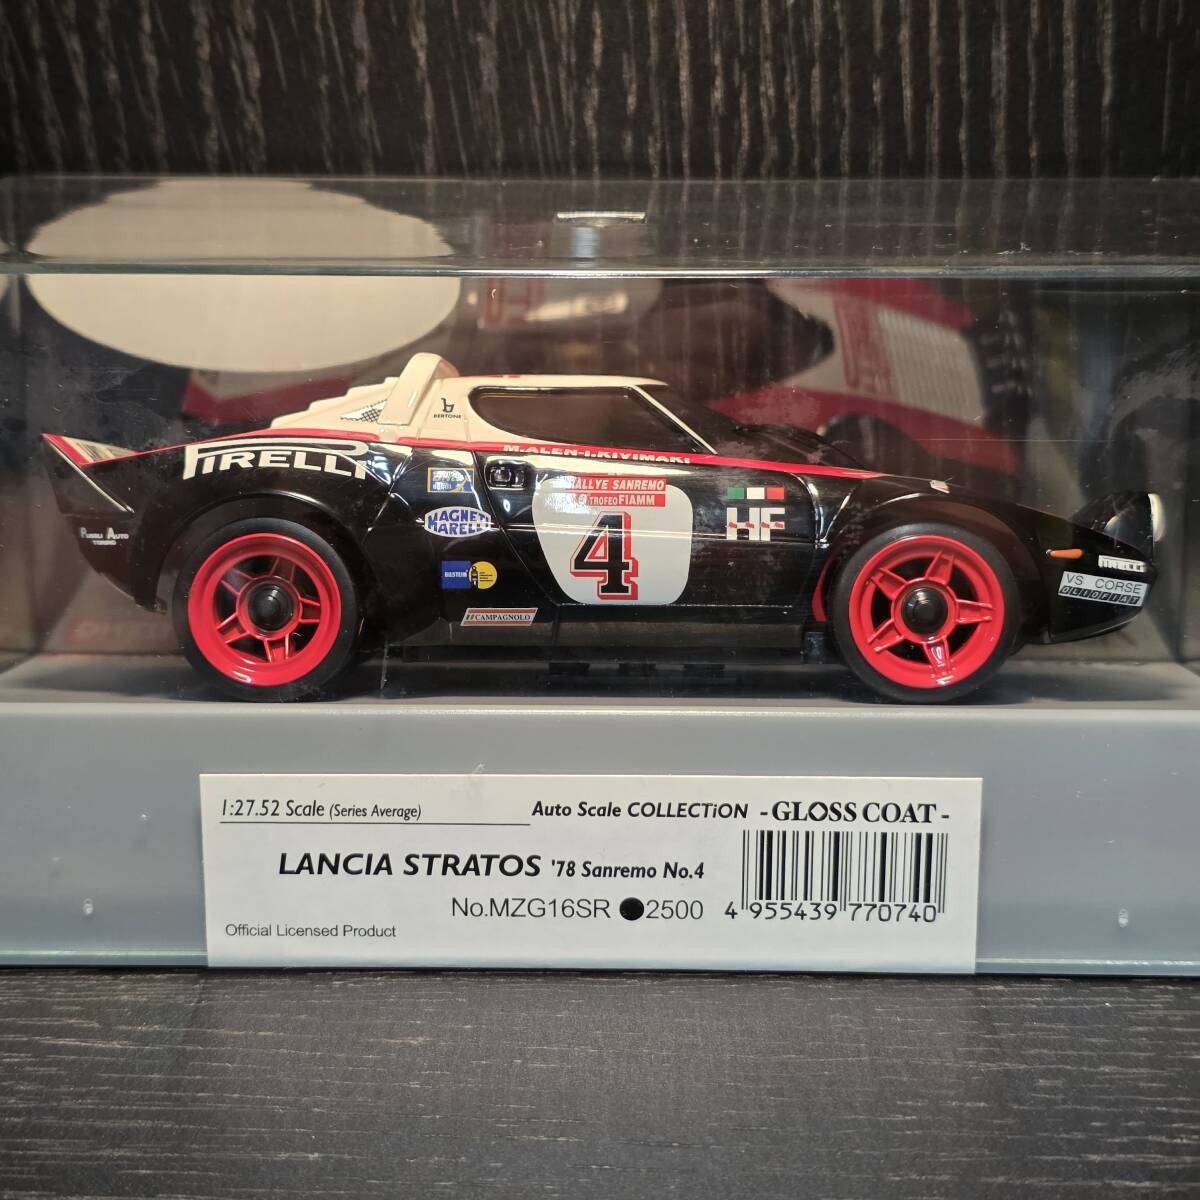 BERTONE
PIRELLI
M.ALEN-I.KIVIMAKI
RALLYE SANREMO
TROFEO FIAMM
4
HF
MAGNETI
MARELLI
BILSTEIN
CAMPAGNOLO
VS CORSE
OLIOFIAT
1:27.52 Scale (Series Average)
Auto Scale COLLECTiON -GLOSS COAT-
LANCIA STRATOS '78 Sanremo No.4
No.MZG16SR ●2500
4 955439 770740
Official Licensed Product